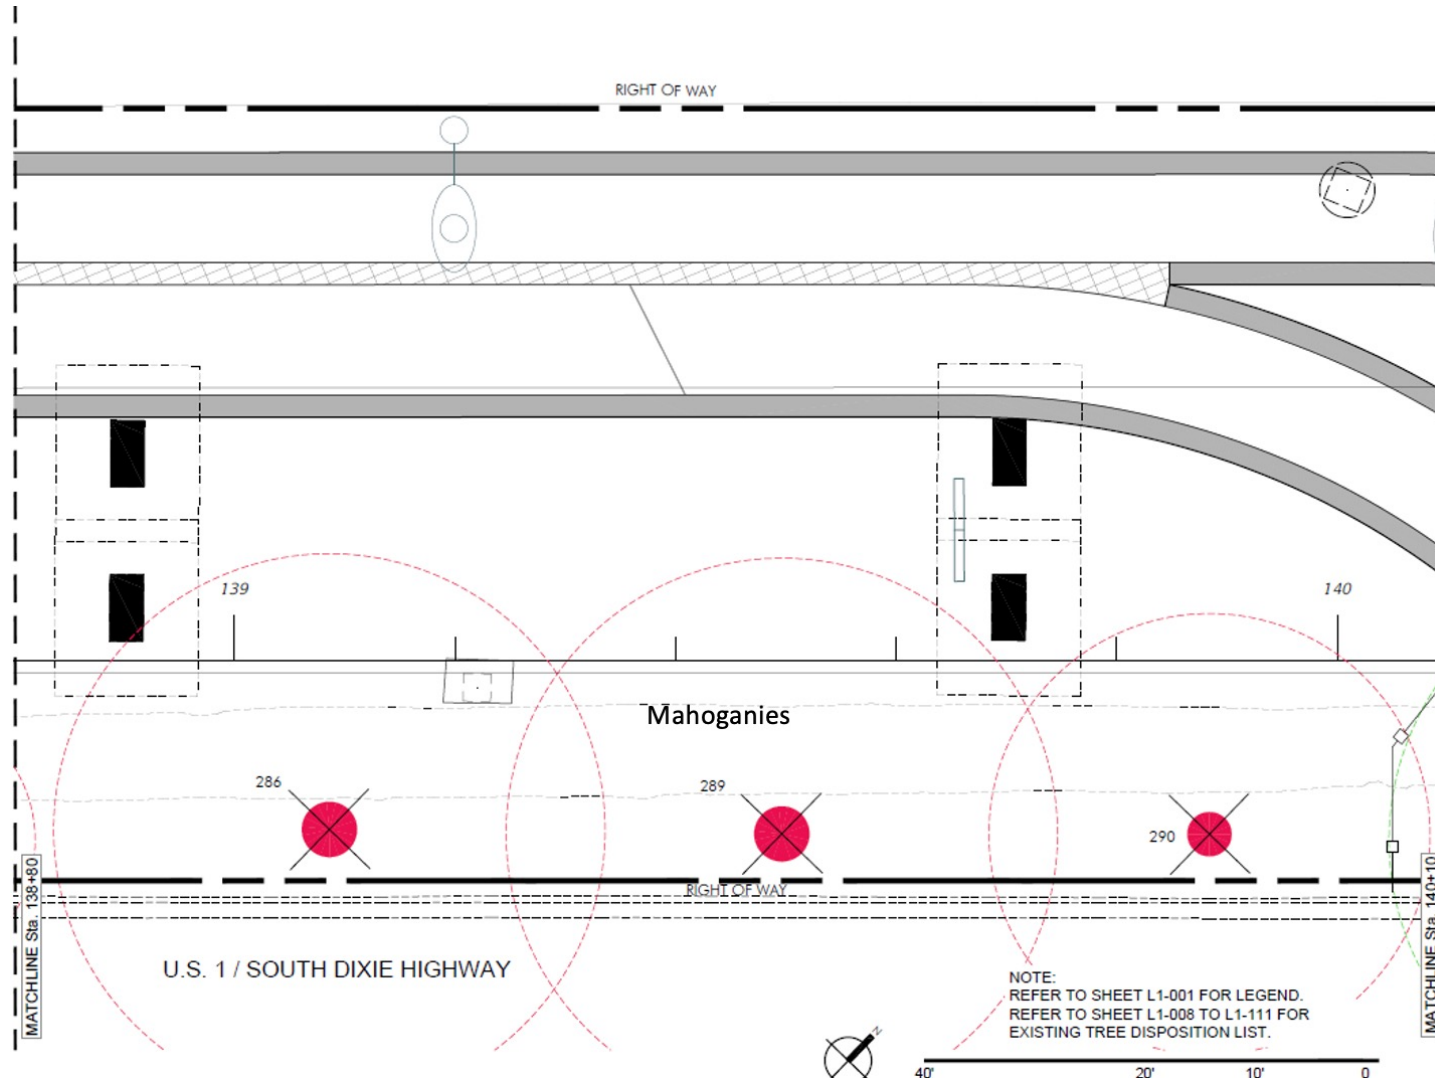 RIGHT OF WAY
139
140
Mahoganies
286
289
290
RIGHT OF WAY
MATCHLINE Sta. 138+80
MATCHLINE Sta. 140+10
U.S. 1 / SOUTH DIXIE HIGHWAY
NOTE:
REFER TO SHEET L1-001 FOR LEGEND.
REFER TO SHEET L1-008 TO L1-111 FOR
EXISTING TREE DISPOSITION LIST.
N
40' 20' 10' 0